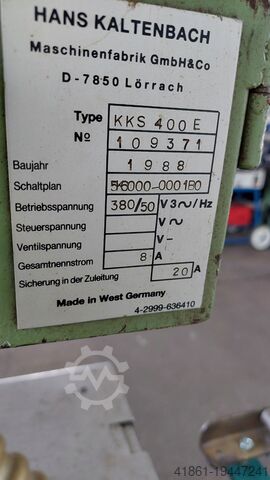 HANS KALTENBACH
Maschinenfabrik GmbH&Co
D-7850 Lörrach
Type KKS 400 E
No 109371
Baujahr 1988
Schaltplan 516000-0001B0
Betriebsspannung 380/50 V3~/Hz
Steuerspannung V~
Ventilspannung V-
Gesamtnennstrom 8 A
Sicherung in der Zuleitung 20 A
Made in West Germany
4-2999-636410
41861-19447241